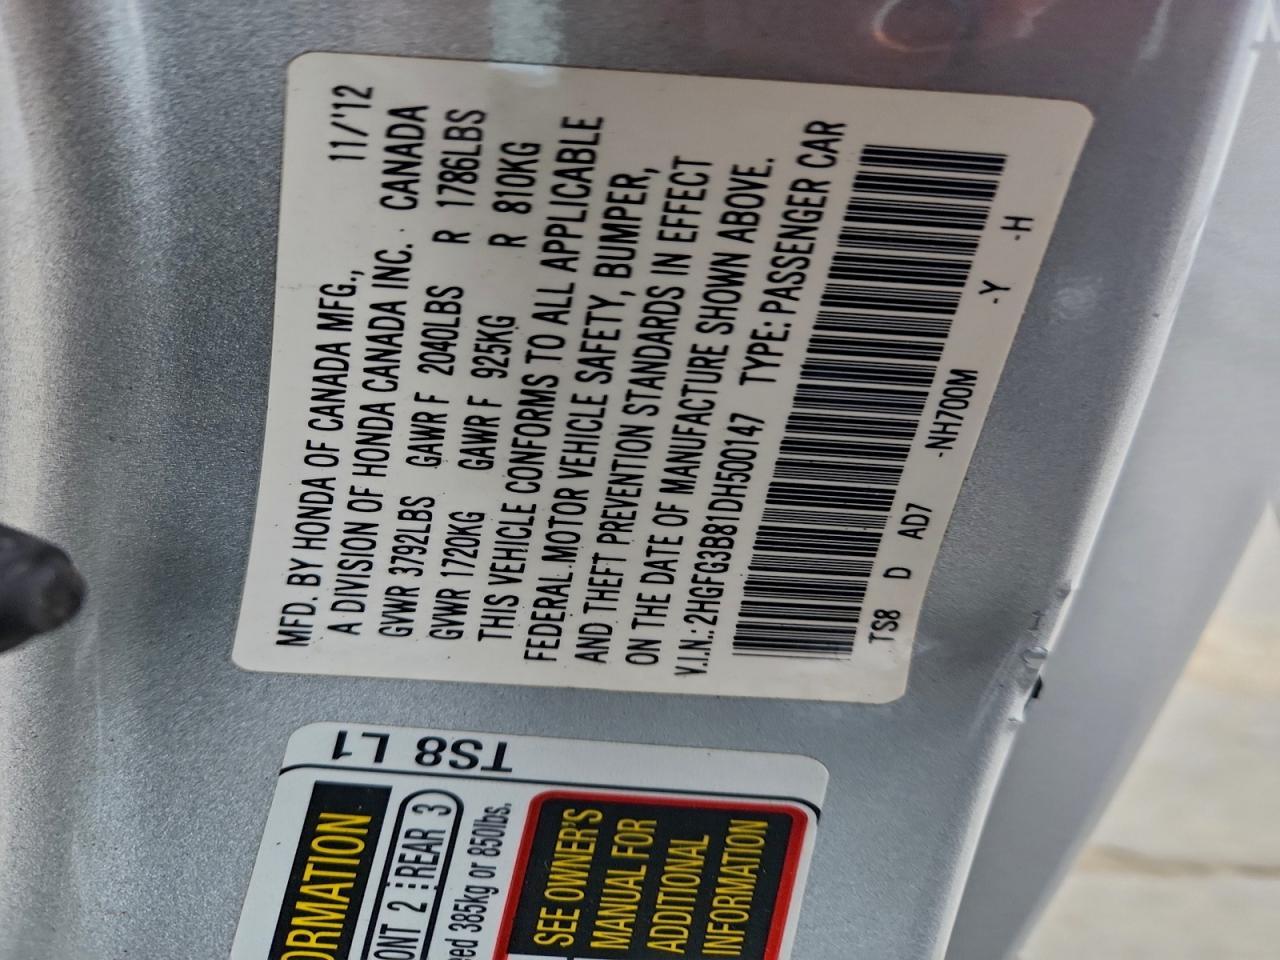 MFD. BY HONDA OF CANADA MFG., 11/'12
A DIVISION OF HONDA CANADA INC. CANADA
GVWR 3792LBS GAWR F 2040LBS R 1786LBS
GVWR 1720KG GAWR F 925KG R 810KG
THIS VEHICLE CONFORMS TO ALL APPLICABLE
FEDERAL MOTOR VEHICLE SAFETY, BUMPER,
AND THEFT PREVENTION STANDARDS IN EFFECT
ON THE DATE OF MANUFACTURE SHOWN ABOVE.
V.I.N.: 2HGFG3B81DH500147 TYPE: PASSENGER CAR
TS8 D AD7 -NH700M -Y -H
TS8 L1
2 REAR 3
385kg or 850lbs.
SEE OWNER'S
MANUAL FOR
ADDITIONAL
INFORMATION